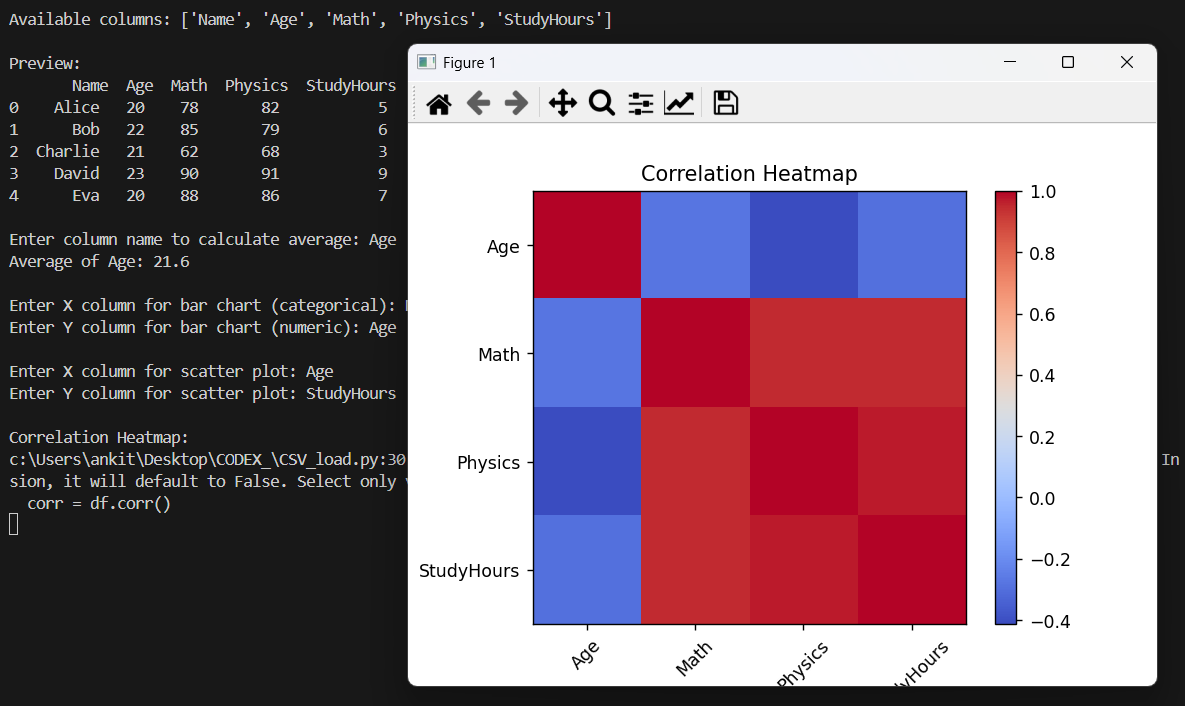 Available columns: ['Name', 'Age', 'Math', 'Physics', 'StudyHours']
Preview:
Name Age Math Physics StudyHours
0 Alice 20 78 82 5
1 Bob 22 85 79 6
2 Charlie 21 62 68 3
3 David 23 90 91 9
4 Eva 20 88 86 7
Enter column name to calculate average: Age
Average of Age: 21.6
Enter X column for bar chart (categorical):
Enter Y column for bar chart (numeric): Age
Enter X column for scatter plot: Age
Enter Y column for scatter plot: StudyHours
Correlation Heatmap:
c:\Users\ankit\Desktop\CODEX_\CSV_load.py:30
In
sion, it will default to False. Select only
corr = df.corr()
Figure 1
Correlation Heatmap
Age
Math
Physics
StudyHours
Age
Math
Physics
dyHours
1.0
0.8
0.6
0.4
0.2
0.0
−0.2
−0.4